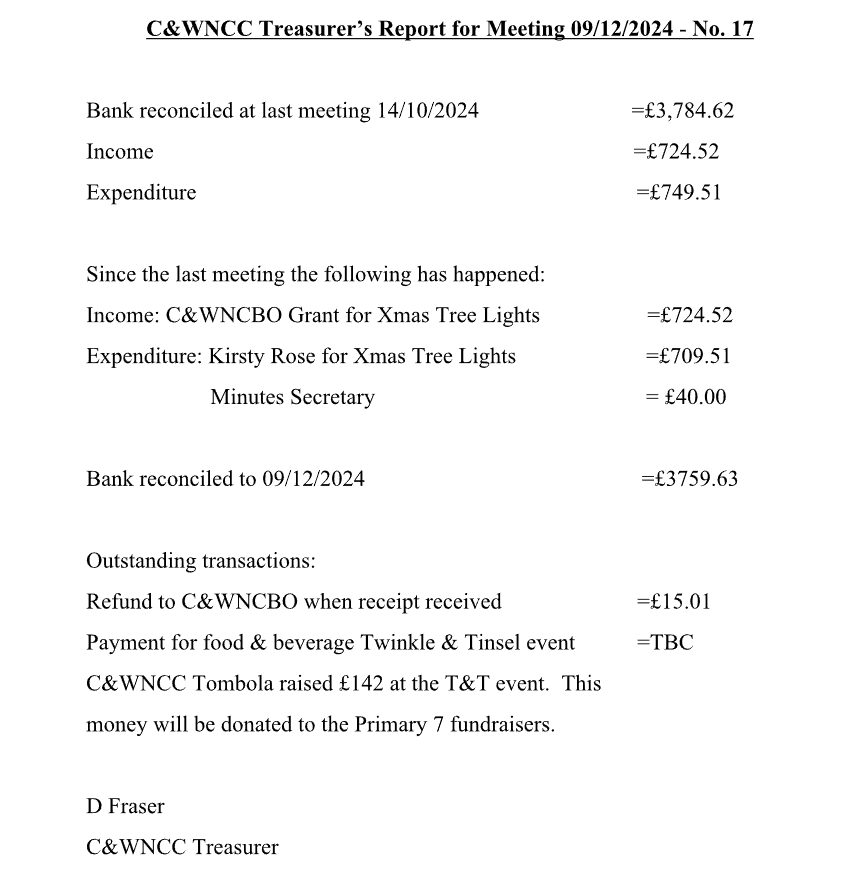 C&WNCC Treasurer’s Report for Meeting 09/12/2024 - No. 17
Bank reconciled at last meeting 14/10/2024 =£3,784.62
Income =£724.52
Expenditure =£749.51
Since the last meeting the following has happened:
Income: C&WNCBO Grant for Xmas Tree Lights =£724.52
Expenditure: Kirsty Rose for Xmas Tree Lights =£709.51
Minutes Secretary = £40.00
Bank reconciled to 09/12/2024 =£3759.63
Outstanding transactions:
Refund to C&WNCBO when receipt received =£15.01
Payment for food & beverage Twinkle & Tinsel event =TBC
C&WNCC Tombola raised £142 at the T&T event.  This
money will be donated to the Primary 7 fundraisers.
D Fraser
C&WNCC Treasurer